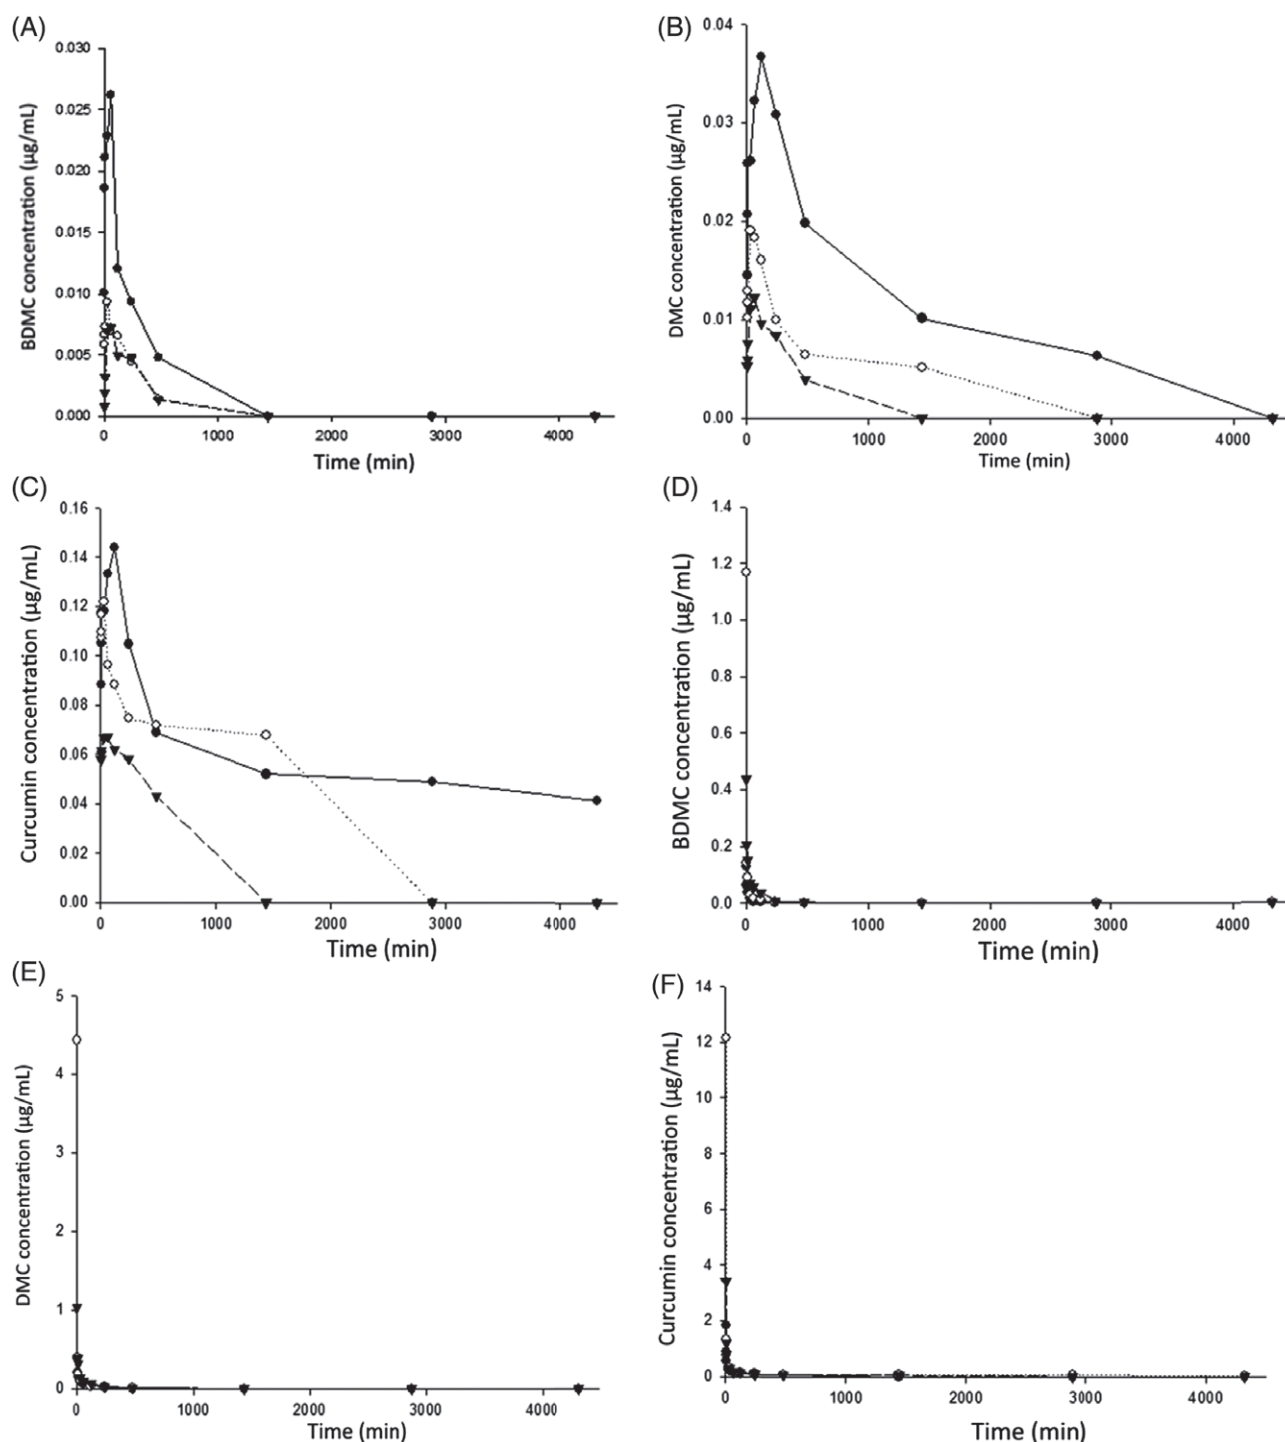 (A)
BDMC concentration (µg/mL)
0.030
0.025
0.020
0.015
0.010
0.005
0.000
0 1000 2000 3000 4000
Time (min)
(B)
DMC concentration (µg/mL)
0.04
0.03
0.02
0.01
0.00
0 1000 2000 3000 4000
Time (min)
(C)
Curcumin concentration (µg/mL)
0.16
0.14
0.12
0.10
0.08
0.06
0.04
0.02
0.00
0 1000 2000 3000 4000
Time (min)
(D)
BDMC concentration (µg/mL)
1.4
1.2
1.0
0.8
0.6
0.4
0.2
0.0
0 1000 2000 3000 4000
Time (min)
(E)
DMC concentration (µg/mL)
5
4
3
2
1
0
0 1000 2000 3000 4000
Time (min)
(F)
Curcumin concentration (µg/mL)
14
12
10
8
6
4
2
0
0 1000 2000 3000 4000
Time (min)